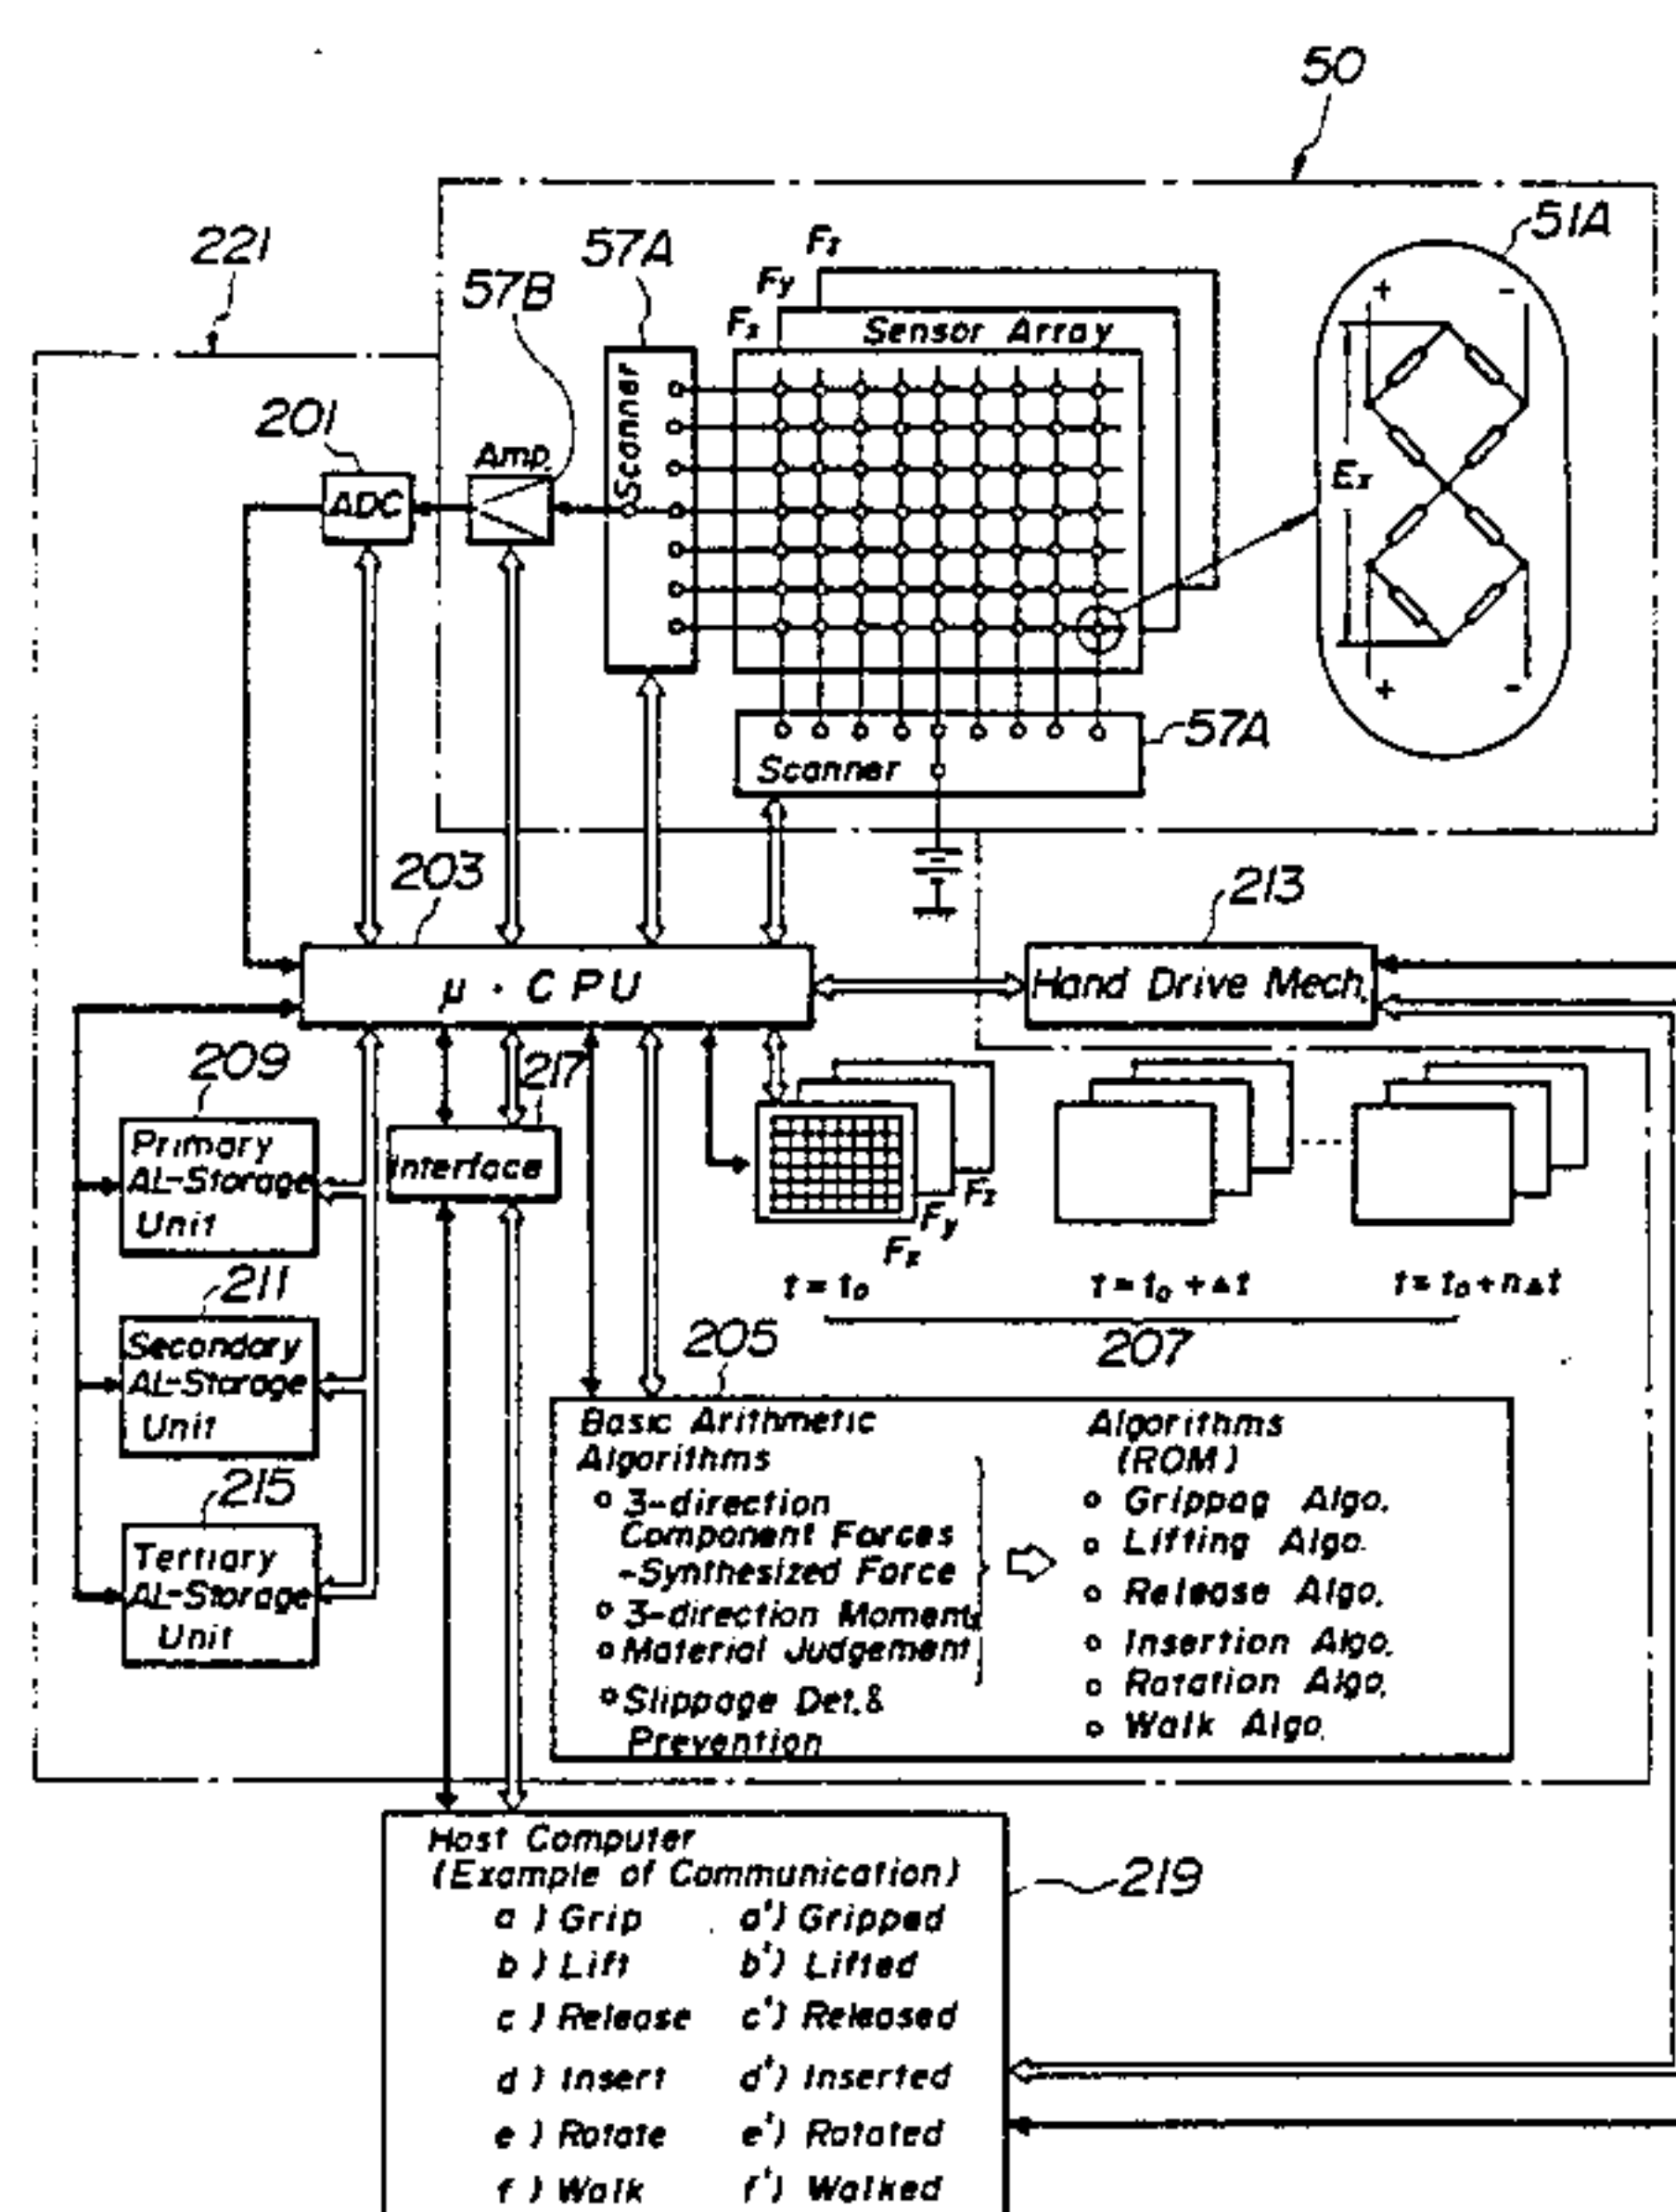 50
221
57A
57B
51A
Fz
Fy
Fx
Sensor Array
+ -
Scanner
201
Amp.
ADC
Ex
+ -
57A
Scanner
203
213
μ · CPU
Hand Drive Mech.
209
217
Primary
AL-Storage
Unit
Interface
Fz
Fy
Fx
t = t₀
t = t₀ + Δt
t = t₀ + nΔt
211
205
207
Secondary
AL-Storage
Unit
215
Tertiary
AL-Storage
Unit
Basic Arithmetic
Algorithms
o 3-direction
Component Forces
-Synthesized Force
o 3-direction Moments
o Material Judgement
o Slippage Det. &
Prevention
Algorithms
(ROM)
o Grippag Algo.
o Lifting Algo.
o Release Algo.
o Insertion Algo.
o Rotation Algo.
o Walk Algo.
Host Computer
(Example of Communication)
219
a ) Grip a') Gripped
b ) Lift b') Lifted
c ) Release c') Released
d ) Insert d') Inserted
e ) Rotate e') Rotated
f ) Walk f') Walked